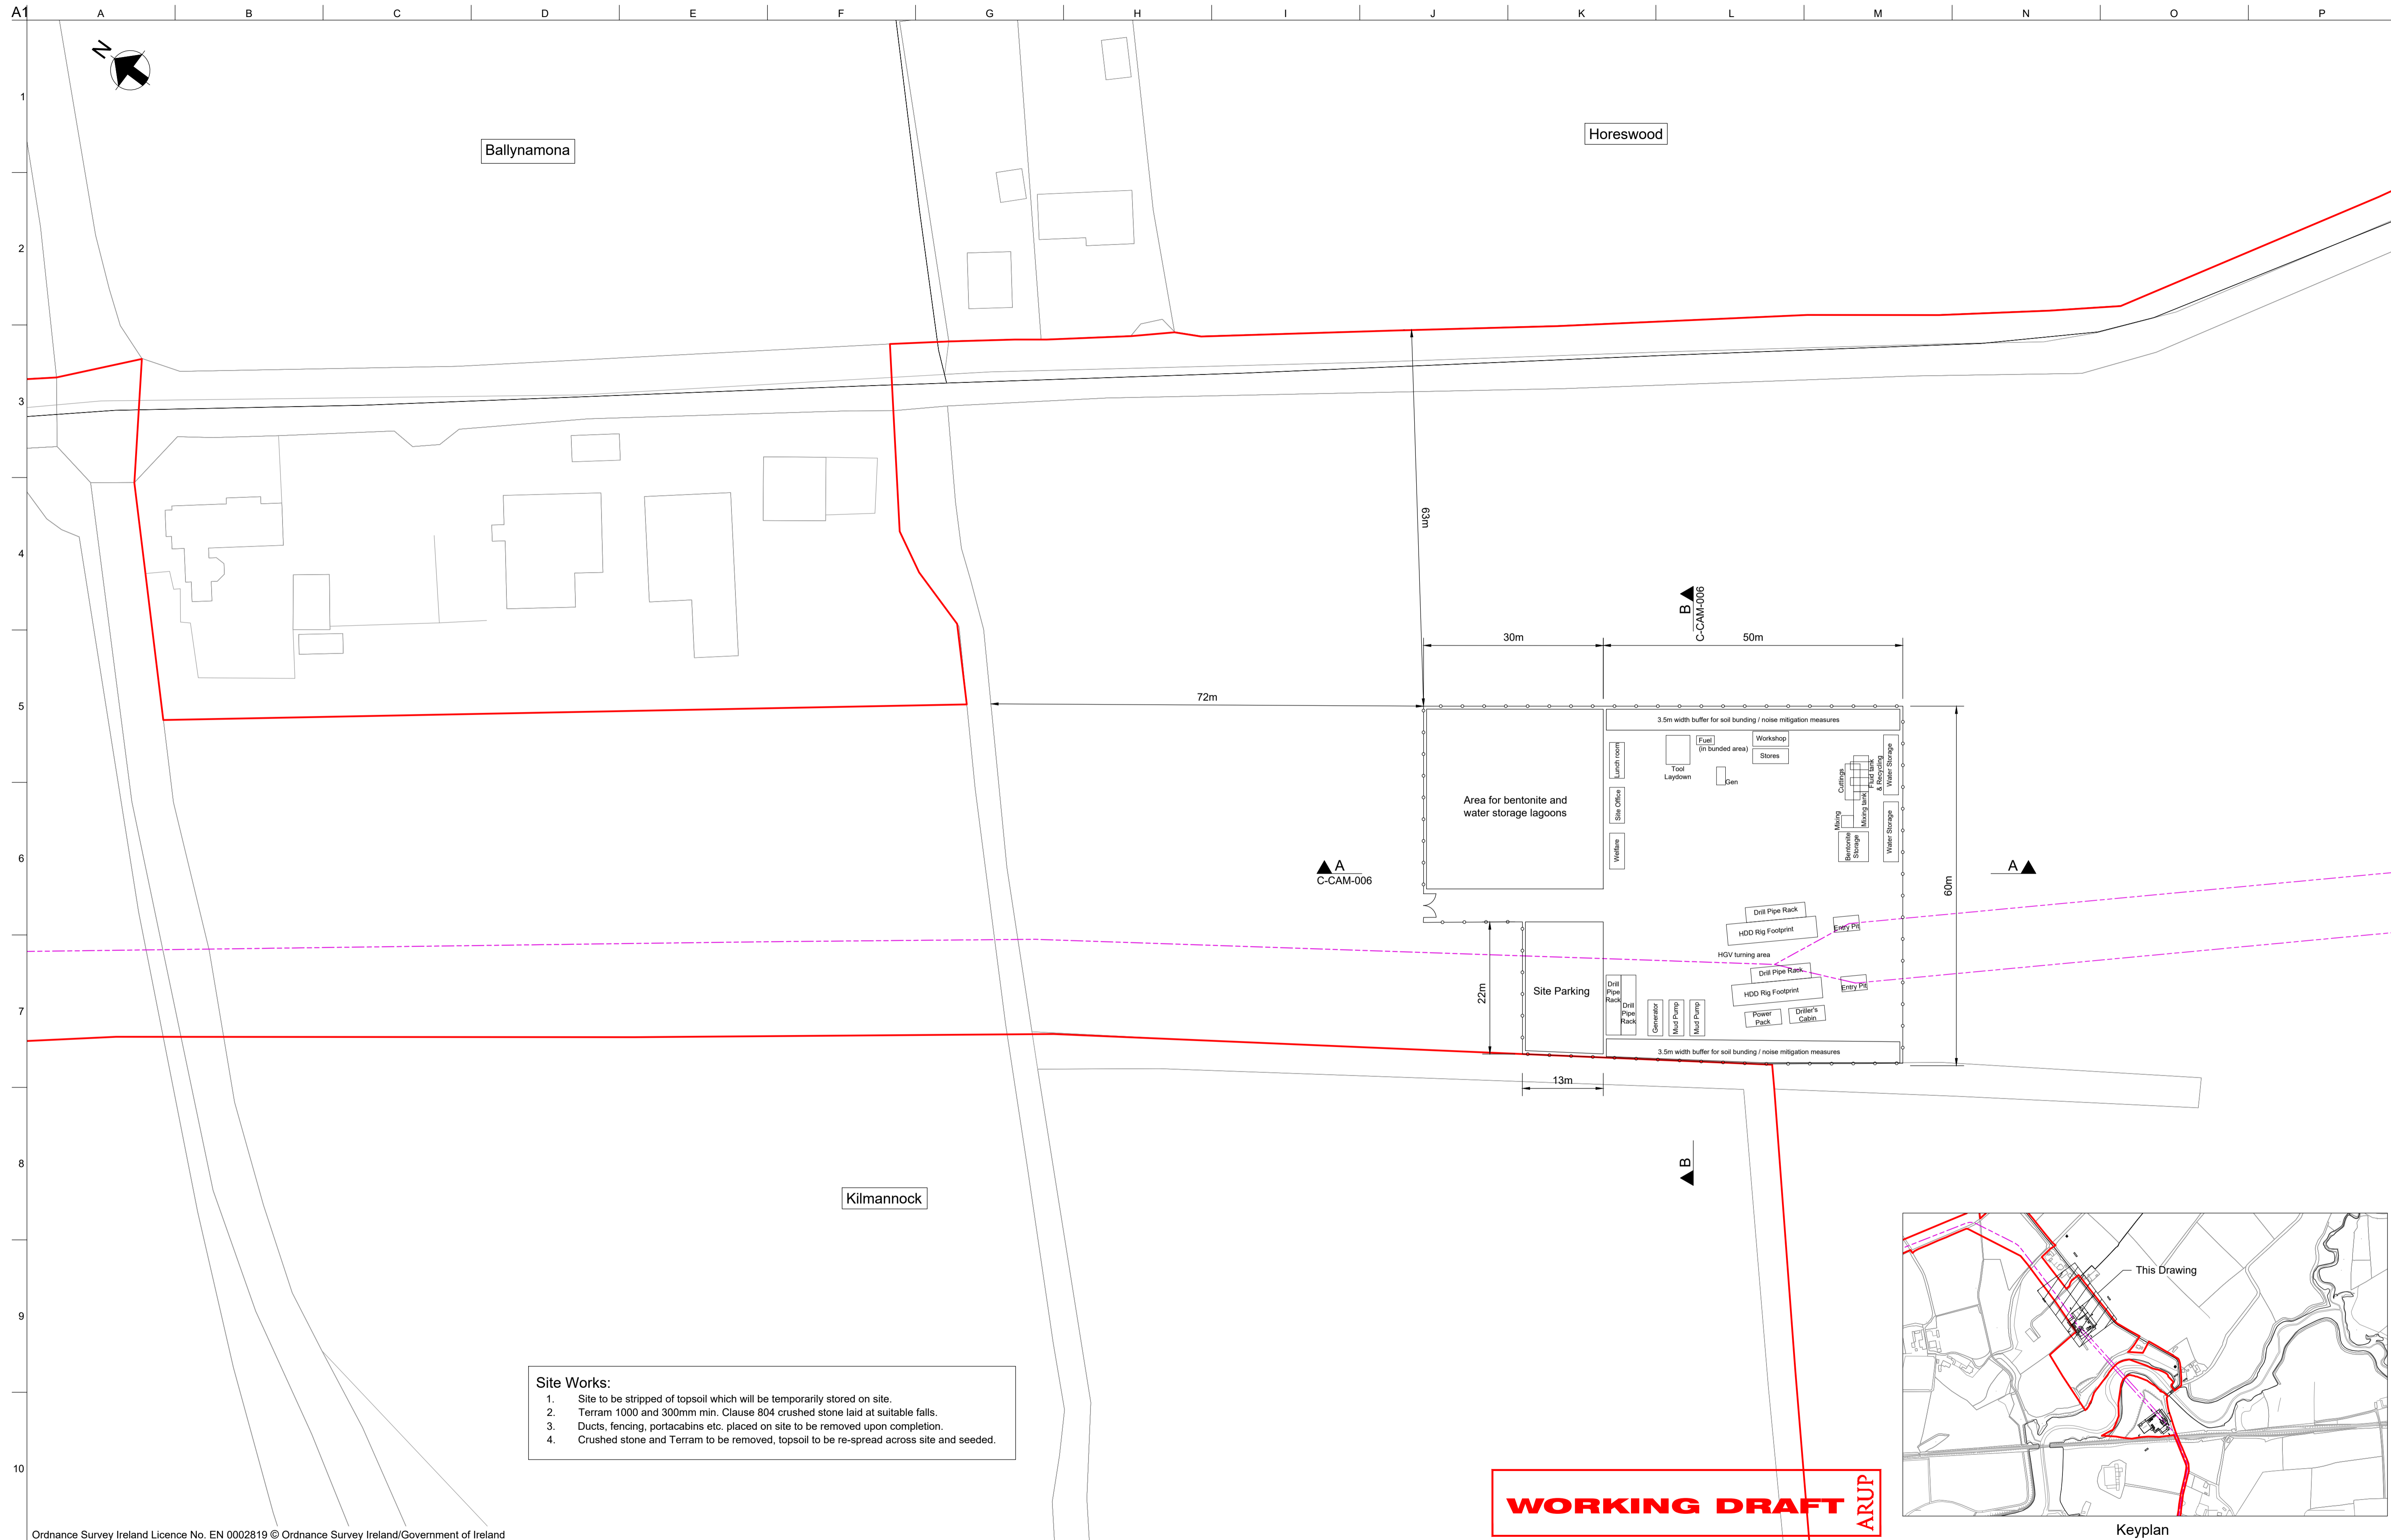 A1
A B C D E F G H I J K L M N O P
N
1
2
3
4
5
6
7
8
9
10
Ballynamona
Horeswood
63m
B
C-CAM-006
30m
50m
72m
3.5m width buffer for soil bunding / noise mitigation measures
Lunch room
Tool
Laydown
Fuel
(in bunded area)
Workshop
Stores
Gen
Cuttings
Fluid tank
& Recycling
Water Storage
Area for bentonite and
water storage lagoons
Site Office
Mixing
Mixing tank
Welfare
Bentonite
Storage
Water Storage
A
C-CAM-006
A
60m
Drill Pipe Rack
HDD Rig Footprint
Entry Pit
HGV turning area
Drill Pipe Rack
HDD Rig Footprint
Entry Pit
22m
Site Parking
Drill
Pipe
Rack
Drill
Pipe
Rack
Generator
Mud Pump
Mud Pump
Power
Pack
Driller's
Cabin
3.5m width buffer for soil bunding / noise mitigation measures
13m
B
Kilmannock
This Drawing
Keyplan
Site Works:
1. Site to be stripped of topsoil which will be temporarily stored on site.
2. Terram 1000 and 300mm min. Clause 804 crushed stone laid at suitable falls.
3. Ducts, fencing, portacabins etc. placed on site to be removed upon completion.
4. Crushed stone and Terram to be removed, topsoil to be re-spread across site and seeded.
WORKING DRAFT
ARUP
Ordnance Survey Ireland Licence No. EN 0002819 © Ordnance Survey Ireland/Government of Ireland